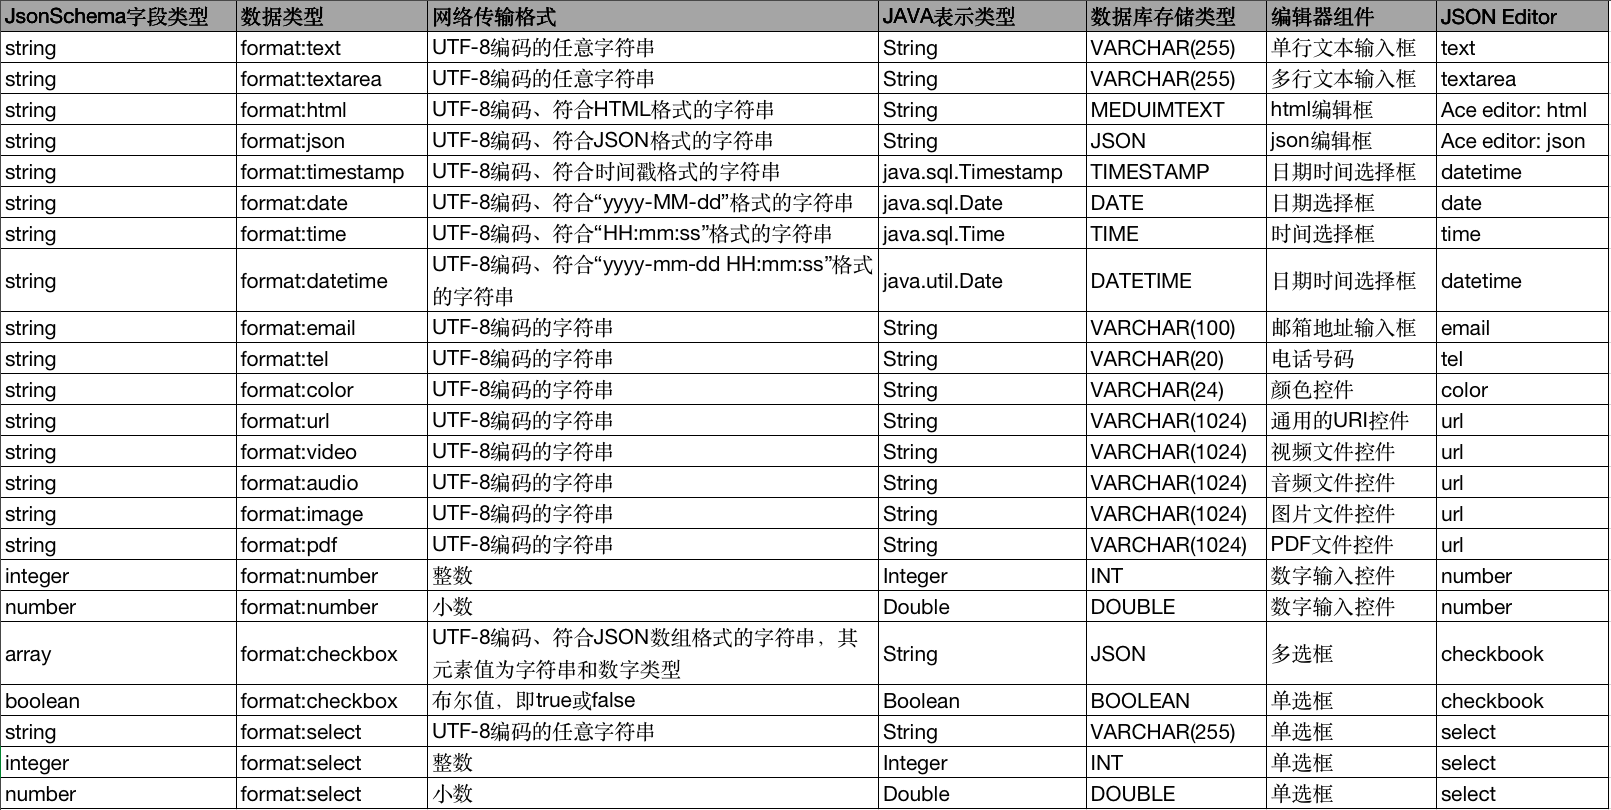 JsonSchema字段类型 数据类型 网络传输格式 JAVA表示类型 数据库存储类型 编辑器组件 JSON Editor
string format:text UTF-8编码的任意字符串 String VARCHAR(255) 单行文本输入框 text
string format:textarea UTF-8编码的任意字符串 String VARCHAR(255) 多行文本输入框 textarea
string format:html UTF-8编码、符合HTML格式的字符串 String MEDUIMTEXT html编辑框 Ace editor: html
string format:json UTF-8编码、符合JSON格式的字符串 String JSON json编辑框 Ace editor: json
string format:timestamp UTF-8编码、符合时间戳格式的字符串 java.sql.Timestamp TIMESTAMP 日期时间选择框 datetime
string format:date UTF-8编码、符合“yyyy-MM-dd”格式的字符串 java.sql.Date DATE 日期选择框 date
string format:time UTF-8编码、符合“HH:mm:ss”格式的字符串 java.sql.Time TIME 时间选择框 time
string format:datetime UTF-8编码、符合“yyyy-mm-dd HH:mm:ss”格式
的字符串 java.util.Date DATETIME 日期时间选择框 datetime
string format:email UTF-8编码的字符串 String VARCHAR(100) 邮箱地址输入框 email
string format:tel UTF-8编码的字符串 String VARCHAR(20) 电话号码 tel
string format:color UTF-8编码的字符串 String VARCHAR(24) 颜色控件 color
string format:url UTF-8编码的字符串 String VARCHAR(1024) 通用的URI控件 url
string format:video UTF-8编码的字符串 String VARCHAR(1024) 视频文件控件 url
string format:audio UTF-8编码的字符串 String VARCHAR(1024) 音频文件控件 url
string format:image UTF-8编码的字符串 String VARCHAR(1024) 图片文件控件 url
string format:pdf UTF-8编码的字符串 String VARCHAR(1024) PDF文件控件 url
integer format:number 整数 Integer INT 数字输入控件 number
number format:number 小数 Double DOUBLE 数字输入控件 number
array format:checkbox UTF-8编码、符合JSON数组格式的字符串，其
元素值为字符串和数字类型 String JSON 多选框 checkbook
boolean format:checkbox 布尔值，即true或false Boolean BOOLEAN 单选框 checkbook
string format:select UTF-8编码的任意字符串 String VARCHAR(255) 单选框 select
integer format:select 整数 Integer INT 单选框 select
number format:select 小数 Double DOUBLE 单选框 select